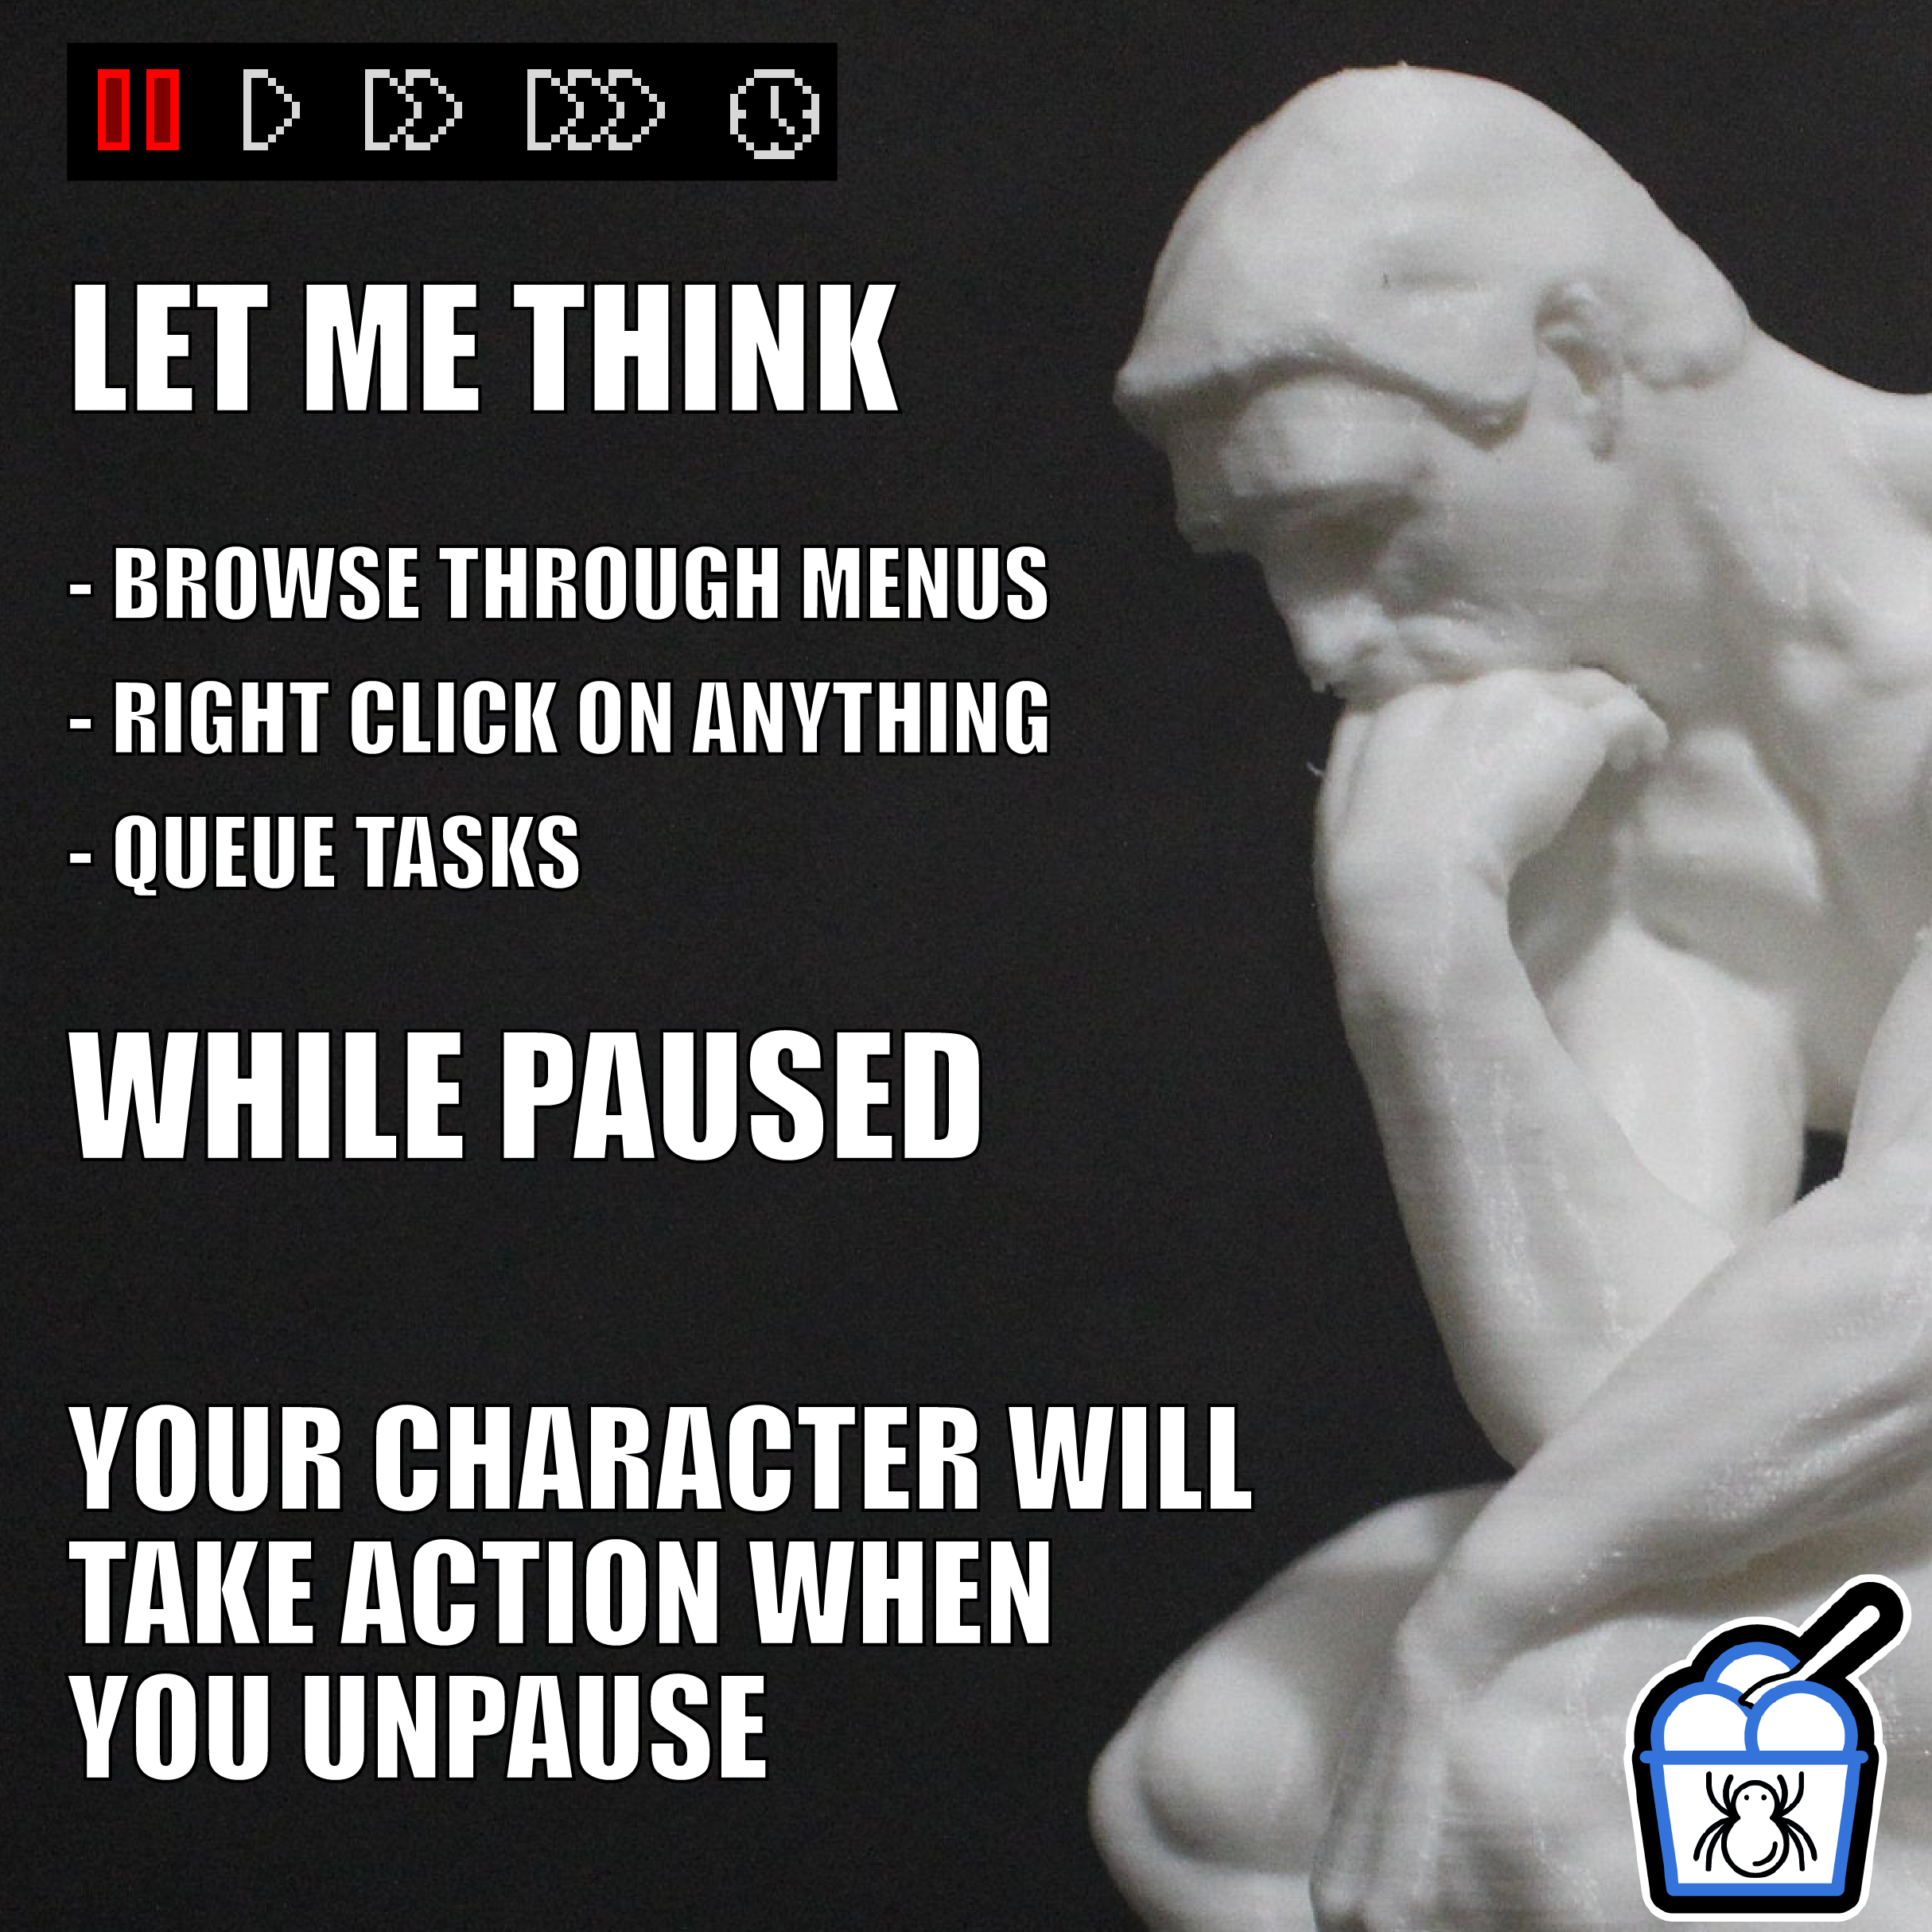 LET ME THINK
- BROWSE THROUGH MENUS
- RIGHT CLICK ON ANYTHING
- QUEUE TASKS
WHILE PAUSED
YOUR CHARACTER WILL
TAKE ACTION WHEN
YOU UNPAUSE